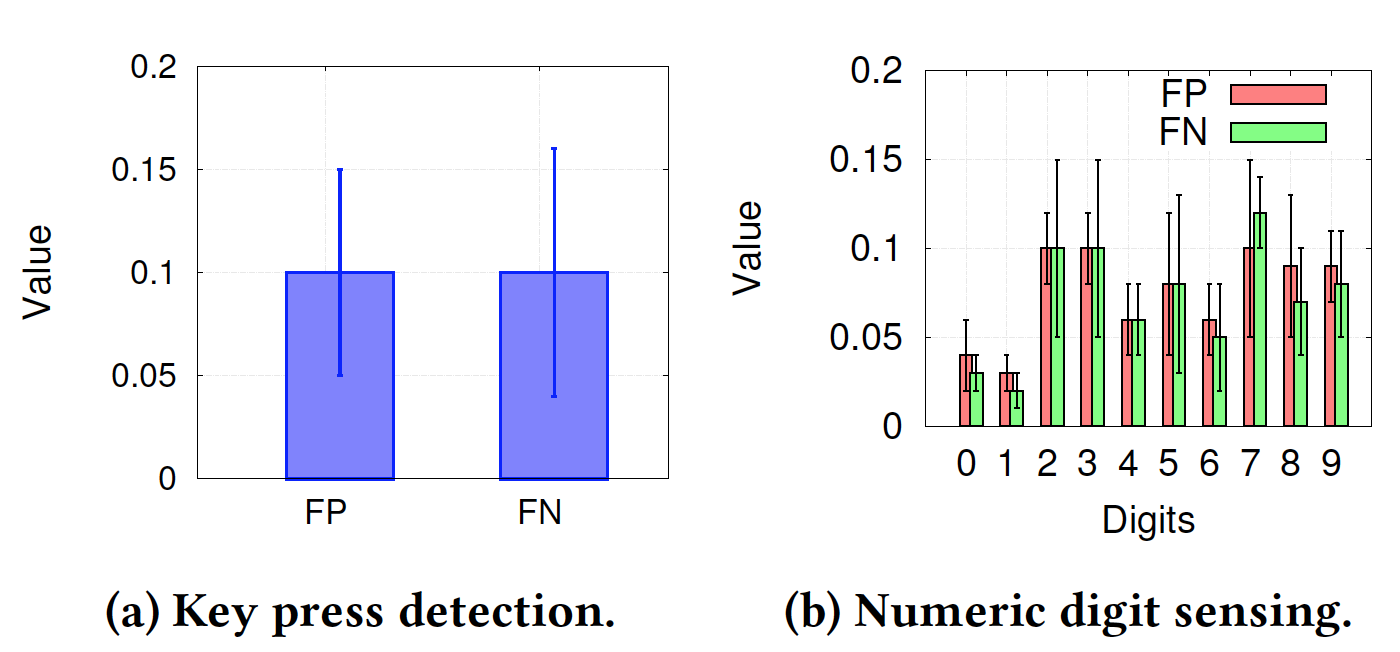 0.2
0.15
0.1
0.05
0
Value
FP FN
(a) Key press detection.
0.2
0.15
0.1
0.05
0
Value
FP
FN
0 1 2 3 4 5 6 7 8 9
Digits
(b) Numeric digit sensing.